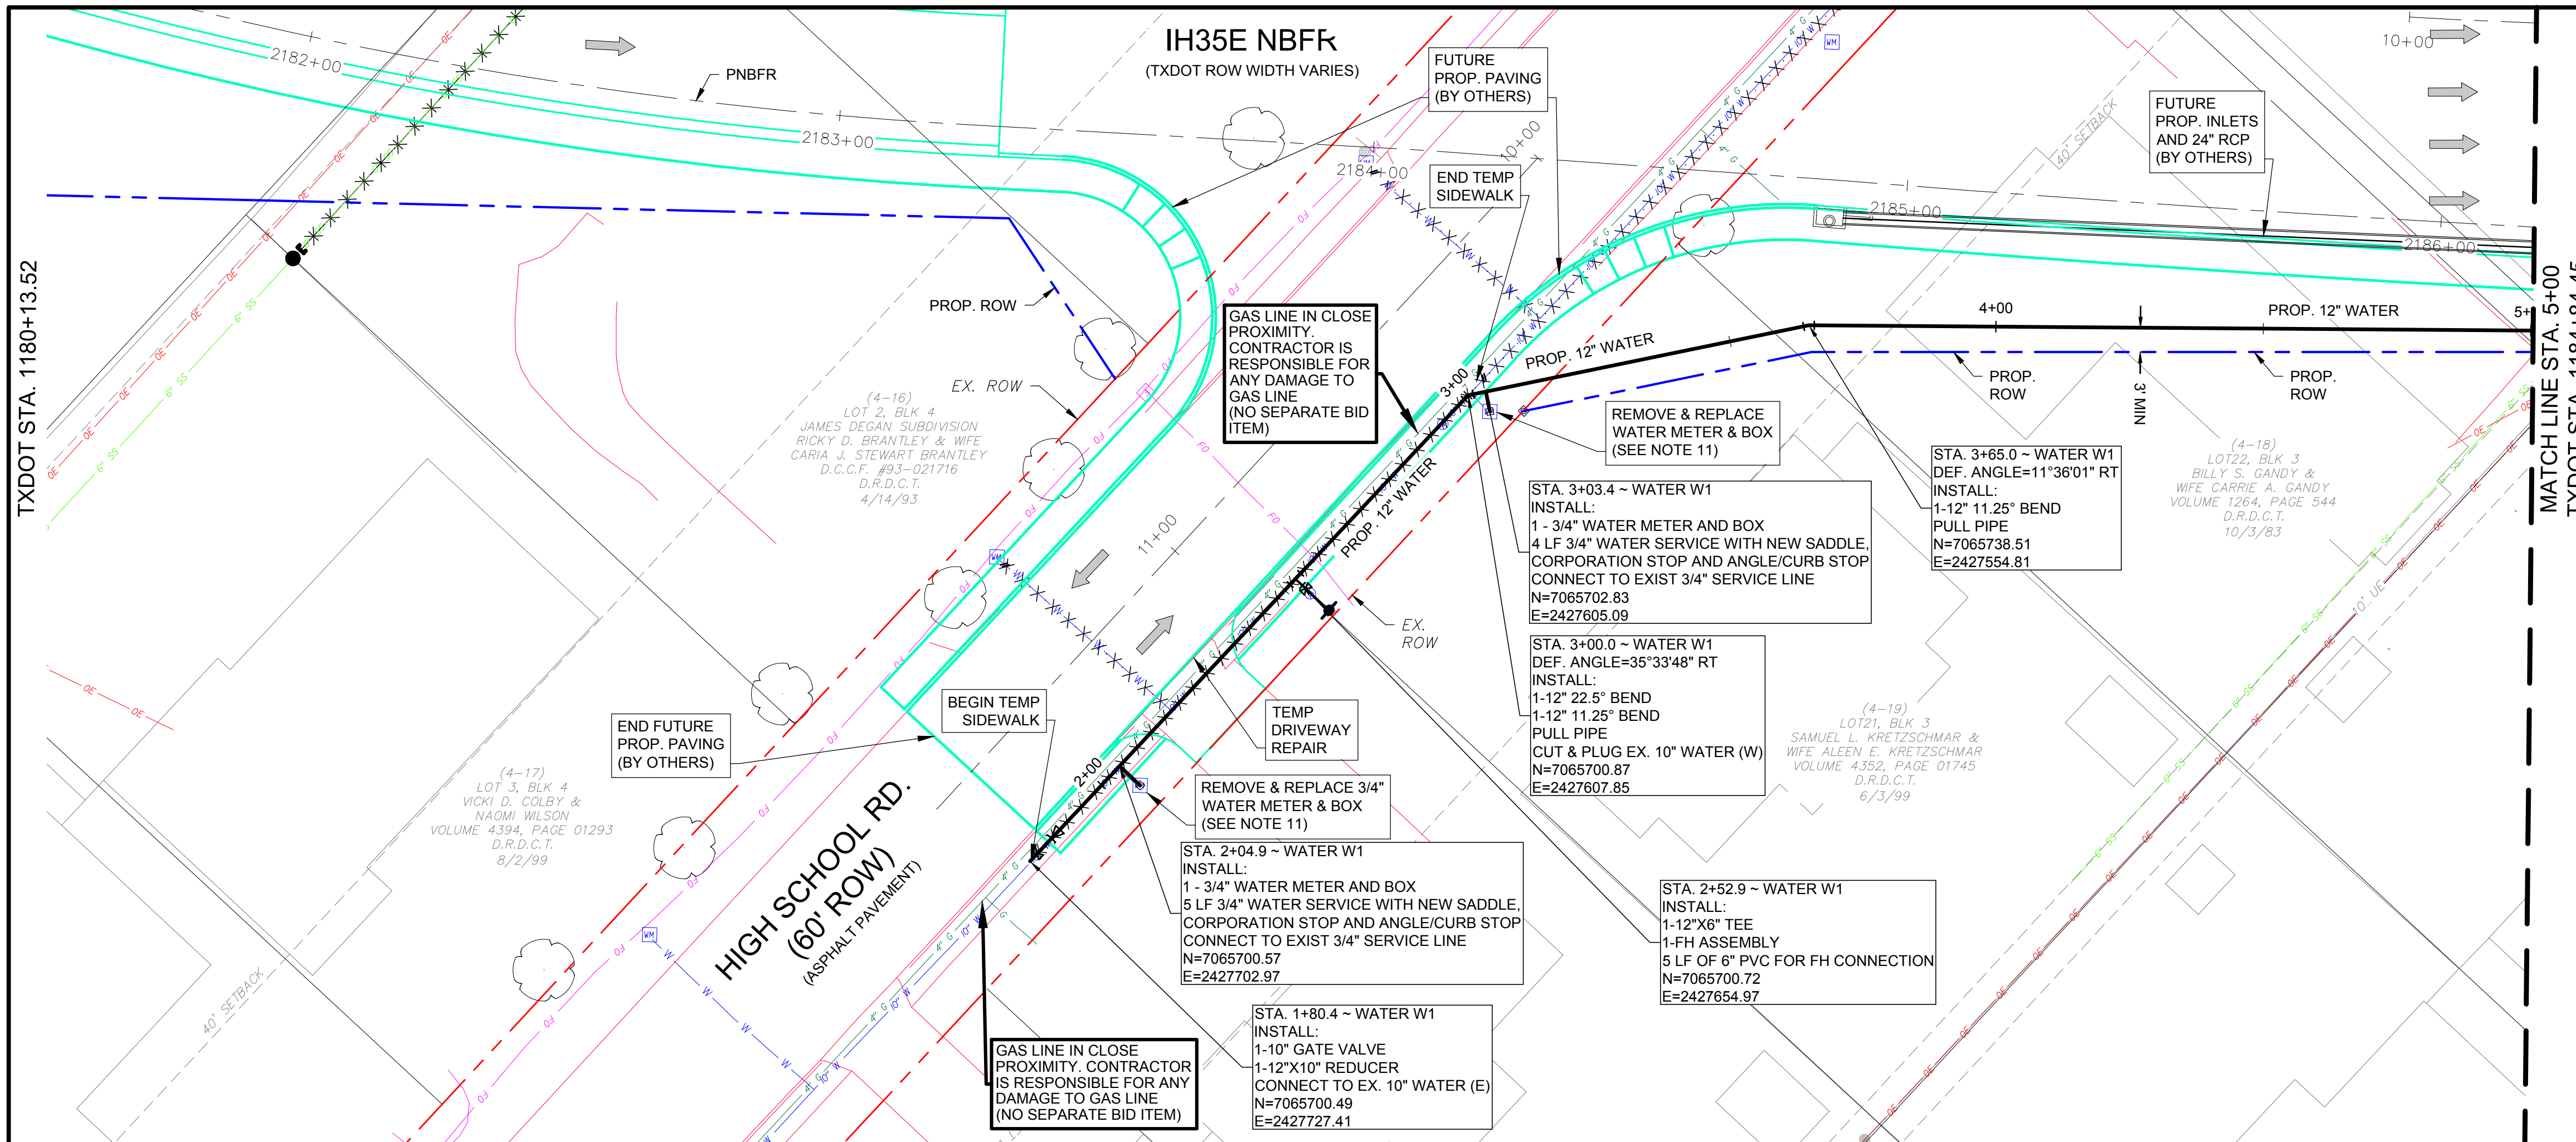 IH35E NBFR
(TXDOT ROW WIDTH VARIES)
PNBFR
2182+00
2183+00
2184+00
2185+00
2186+00
10+00
10+00
11+00
FUTURE
PROP. PAVING
(BY OTHERS)
END TEMP
SIDEWALK
FUTURE
PROP. INLETS
AND 24" RCP
(BY OTHERS)
40' SETBACK
TXDOT STA. 1180+13.52
MATCH LINE STA. 5+00
PROP. ROW
EX. ROW
GAS LINE IN CLOSE
PROXIMITY.
CONTRACTOR IS
RESPONSIBLE FOR
ANY DAMAGE TO
GAS LINE
(NO SEPARATE BID
ITEM)
3+00
PROP. 12" WATER
4+00
PROP. 12" WATER
5+
PROP.
ROW
3' MIN
PROP.
ROW
REMOVE & REPLACE
WATER METER & BOX
(SEE NOTE 11)
(4-16)
LOT 2, BLK 4
JAMES DEGAN SUBDIVISION
RICKY D. BRANTLEY & WIFE
CARIA J. STEWART BRANTLEY
D.C.C.F. #93-021716
D.R.D.C.T.
4/14/93
STA. 3+65.0 ~ WATER W1
DEF. ANGLE=11°36'01" RT
INSTALL:
1-12" 11.25° BEND
PULL PIPE
N=7065738.51
E=2427554.81
(4-18)
LOT22, BLK 3
BILLY S. GANDY &
WIFE CARRIE A. GANDY
VOLUME 1264, PAGE 544
D.R.D.C.T.
10/3/83
STA. 3+03.4 ~ WATER W1
INSTALL:
1 - 3/4" WATER METER AND BOX
4 LF 3/4" WATER SERVICE WITH NEW SADDLE,
CORPORATION STOP AND ANGLE/CURB STOP
CONNECT TO EXIST 3/4" SERVICE LINE
N=7065702.83
E=2427605.09
PROP. 12" WATER
EX.
ROW
10' UE
STA. 3+00.0 ~ WATER W1
DEF. ANGLE=35°33'48" RT
INSTALL:
1-12" 22.5° BEND
1-12" 11.25° BEND
PULL PIPE
CUT & PLUG EX. 10" WATER (W)
N=7065700.87
E=2427607.85
(4-19)
LOT21, BLK 3
SAMUEL L. KRETZSCHMAR &
WIFE ALEEN E. KRETZSCHMAR
VOLUME 4352, PAGE 01745
D.R.D.C.T.
6/3/99
BEGIN TEMP
SIDEWALK
END FUTURE
PROP. PAVING
(BY OTHERS)
TEMP
DRIVEWAY
REPAIR
2+00
(4-17)
LOT 3, BLK 4
VICKI D. COLBY &
NAOMI WILSON
VOLUME 4394, PAGE 01293
D.R.D.C.T.
8/2/99
HIGH SCHOOL RD.
(60' ROW)
(ASPHALT PAVEMENT)
REMOVE & REPLACE 3/4"
WATER METER & BOX
(SEE NOTE 11)
STA. 2+04.9 ~ WATER W1
INSTALL:
1 - 3/4" WATER METER AND BOX
5 LF 3/4" WATER SERVICE WITH NEW SADDLE,
CORPORATION STOP AND ANGLE/CURB STOP
CONNECT TO EXIST 3/4" SERVICE LINE
N=7065700.57
E=2427702.97
STA. 2+52.9 ~ WATER W1
INSTALL:
1-12"X6" TEE
1-FH ASSEMBLY
5 LF OF 6" PVC FOR FH CONNECTION
N=7065700.72
E=2427654.97
40' SETBACK
GAS LINE IN CLOSE
PROXIMITY. CONTRACTOR
IS RESPONSIBLE FOR ANY
DAMAGE TO GAS LINE
(NO SEPARATE BID ITEM)
STA. 1+80.4 ~ WATER W1
INSTALL:
1-10" GATE VALVE
1-12"X10" REDUCER
CONNECT TO EX. 10" WATER (E)
N=7065700.49
E=2427727.41